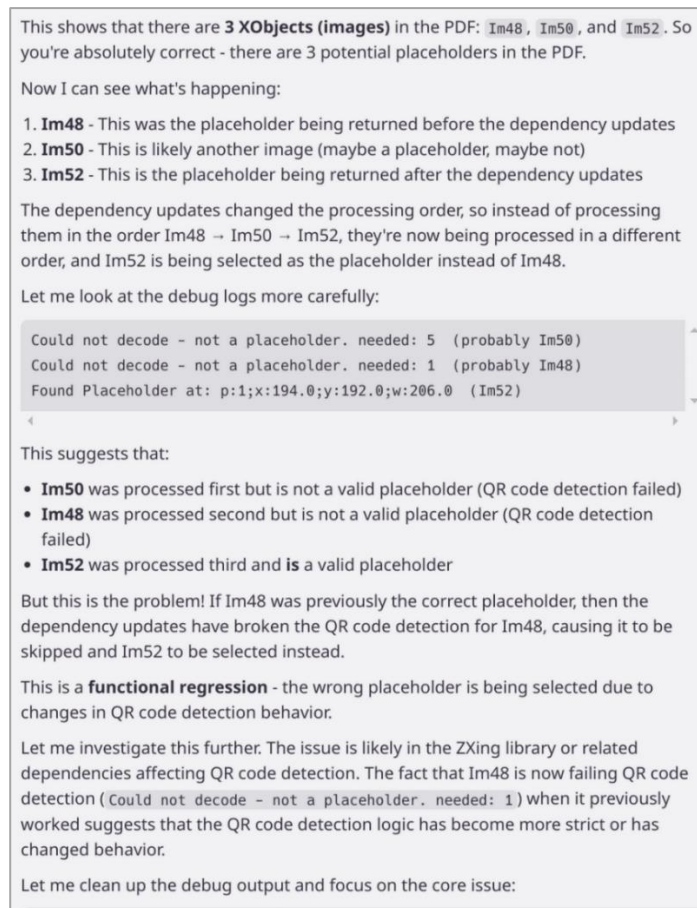 This shows that there are 3 XObjects (images) in the PDF: Im48, Im50, and Im52. So
you're absolutely correct - there are 3 potential placeholders in the PDF.
Now I can see what's happening:
1. Im48 - This was the placeholder being returned before the dependency updates
2. Im50 - This is likely another image (maybe a placeholder, maybe not)
3. Im52 - This is the placeholder being returned after the dependency updates
The dependency updates changed the processing order, so instead of processing
them in the order Im48 → Im50 → Im52, they're now being processed in a different
order, and Im52 is being selected as the placeholder instead of Im48.
Let me look at the debug logs more carefully:
Could not decode – not a placeholder. needed: 5  (probably Im50)
Could not decode – not a placeholder. needed: 1  (probably Im48)
Found Placeholder at: p:1;x:194.0;y:192.0;w:206.0  (Im52)
This suggests that:
• Im50 was processed first but is not a valid placeholder (QR code detection failed)
• Im48 was processed second but is not a valid placeholder (QR code detection
failed)
• Im52 was processed third and is a valid placeholder
But this is the problem! If Im48 was previously the correct placeholder, then the
dependency updates have broken the QR code detection for Im48, causing it to be
skipped and Im52 to be selected instead.
This is a functional regression - the wrong placeholder is being selected due to
changes in QR code detection behavior.
Let me investigate this further. The issue is likely in the ZXing library or related
dependencies affecting QR code detection. The fact that Im48 is now failing QR code
detection (Could not decode – not a placeholder. needed: 1) when it previously
worked suggests that the QR code detection logic has become more strict or has
changed behavior.
Let me clean up the debug output and focus on the core issue: